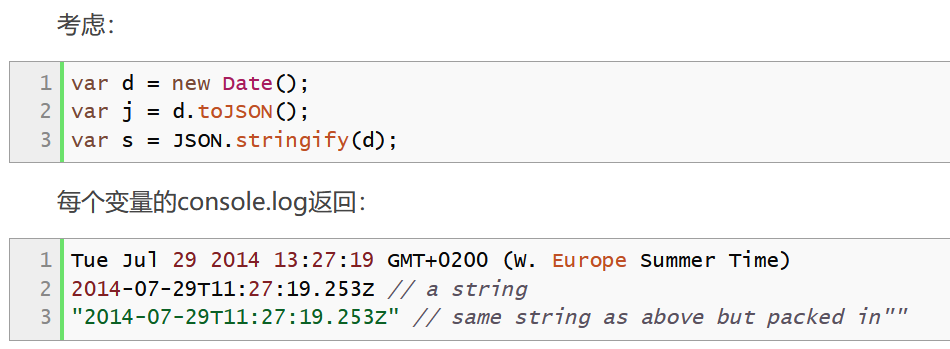 考虑：
1 var d = new Date();
2 var j = d.toJSON();
3 var s = JSON.stringify(d);
每个变量的console.log返回：
1 Tue Jul 29 2014 13:27:19 GMT+0200 (W. Europe Summer Time)
2 2014-07-29T11:27:19.253Z // a string
3 "2014-07-29T11:27:19.253Z" // same string as above but packed in""